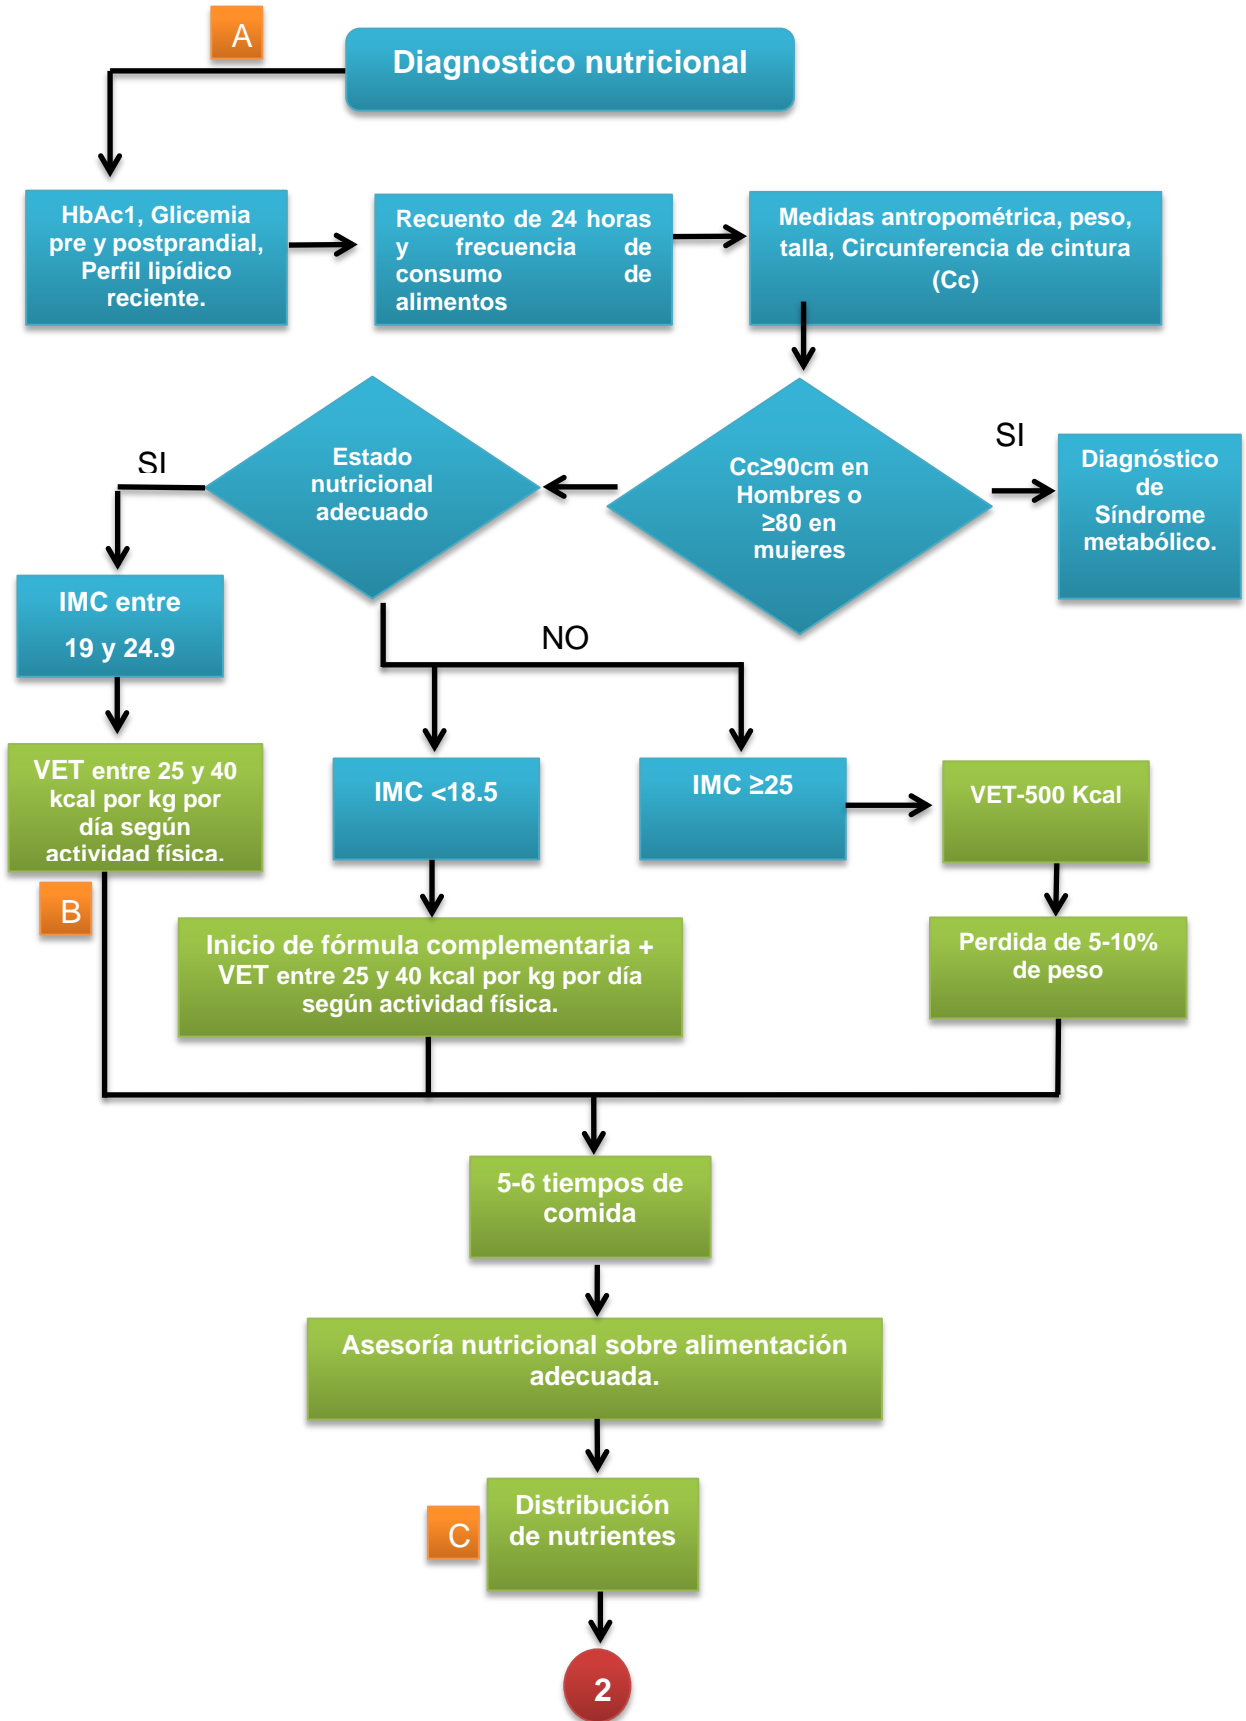 A
Diagnostico nutricional
HbAc1, Glicemia
pre y postprandial,
Perfil lipídico
reciente.
Recuento de 24 horas
y frecuencia de
consumo de
alimentos
Medidas antropométrica, peso,
talla, Circunferencia de cintura
(Cc)
SI
Estado
nutricional
adecuado
Cc≥90cm en
Hombres o
≥80 en
mujeres
SI
Diagnóstico
de
Síndrome
metabólico.
IMC entre
19 y 24.9
NO
VET entre 25 y 40
kcal por kg por
día según
actividad física.
IMC <18.5
IMC ≥25
VET-500 Kcal
B
Inicio de fórmula complementaria +
VET entre 25 y 40 kcal por kg por día
según actividad física.
Perdida de 5-10%
de peso
5-6 tiempos de
comida
Asesoría nutricional sobre alimentación
adecuada.
C
Distribución
de nutrientes
2